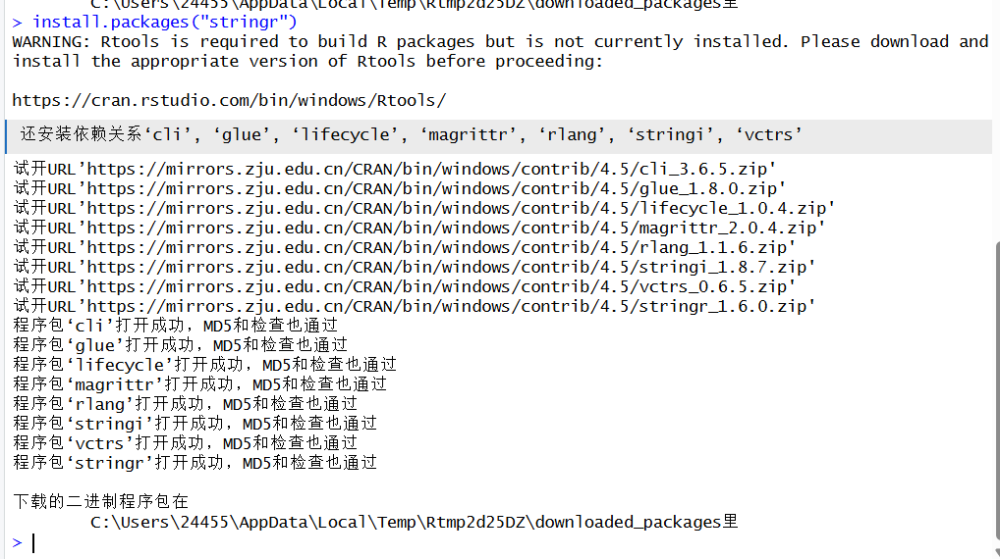 C:\Users\24455\AppData\Local\Temp\Rtmp2d25DZ\downloaded_packages里
> install.packages("stringr")
WARNING: Rtools is required to build R packages but is not currently installed. Please download and
install the appropriate version of Rtools before proceeding:
https://cran.rstudio.com/bin/windows/Rtools/
还安装依赖关系‘cli’, ‘glue’, ‘lifecycle’, ‘magrittr’, ‘rlang’, ‘stringi’, ‘vctrs’
试开URL’https://mirrors.zju.edu.cn/CRAN/bin/windows/contrib/4.5/cli_3.6.5.zip'
试开URL’https://mirrors.zju.edu.cn/CRAN/bin/windows/contrib/4.5/glue_1.8.0.zip'
试开URL’https://mirrors.zju.edu.cn/CRAN/bin/windows/contrib/4.5/lifecycle_1.0.4.zip'
试开URL’https://mirrors.zju.edu.cn/CRAN/bin/windows/contrib/4.5/magrittr_2.0.4.zip'
试开URL’https://mirrors.zju.edu.cn/CRAN/bin/windows/contrib/4.5/rlang_1.1.6.zip'
试开URL’https://mirrors.zju.edu.cn/CRAN/bin/windows/contrib/4.5/stringi_1.8.7.zip'
试开URL’https://mirrors.zju.edu.cn/CRAN/bin/windows/contrib/4.5/vctrs_0.6.5.zip'
试开URL’https://mirrors.zju.edu.cn/CRAN/bin/windows/contrib/4.5/stringr_1.6.0.zip'
程序包‘cli’打开成功，MD5和检查也通过
程序包‘glue’打开成功，MD5和检查也通过
程序包‘lifecycle’打开成功，MD5和检查也通过
程序包‘magrittr’打开成功，MD5和检查也通过
程序包‘rlang’打开成功，MD5和检查也通过
程序包‘stringi’打开成功，MD5和检查也通过
程序包‘vctrs’打开成功，MD5和检查也通过
程序包‘stringr’打开成功，MD5和检查也通过
下载的二进制程序包在
C:\Users\24455\AppData\Local\Temp\Rtmp2d25DZ\downloaded_packages里
>